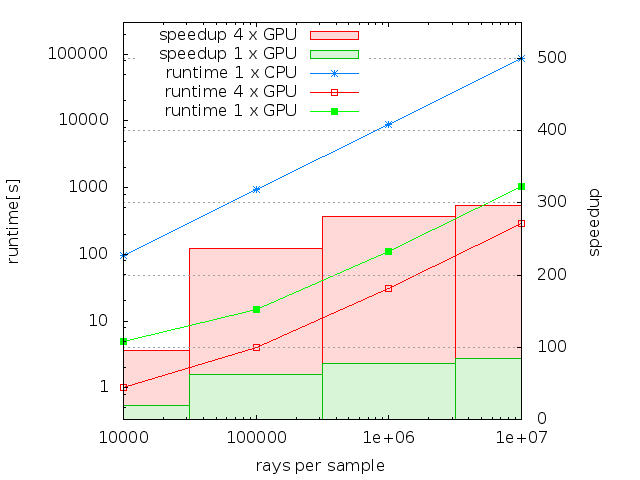 speedup 4 x GPU
speedup 1 x GPU
runtime 1 x CPU
runtime 4 x GPU
runtime 1 x GPU
100000
10000
1000
100
10
1
runtime[s]
500
400
300
200
100
0
speedup
10000 100000 1e+06 1e+07
rays per sample